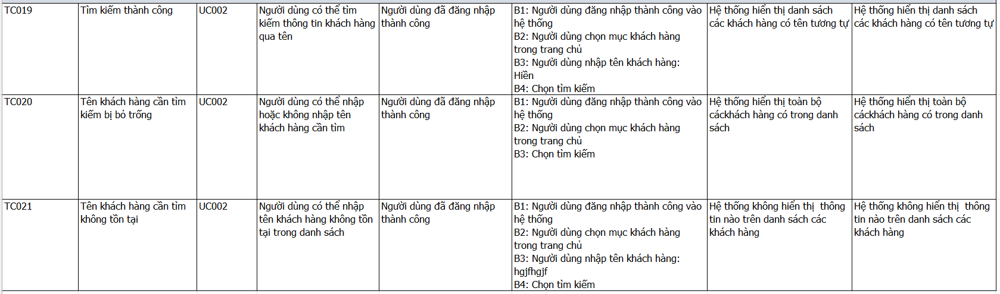 TC019
Tìm kiếm thành công
UC002
Người dùng có thể tìm
kiếm thông tin khách hàng
qua tên
Người dùng đã đăng nhập
thành công
B1: Người dùng đăng nhập thành công vào
hệ thống
B2: Người dùng chọn mục khách hàng
trong trang chủ
B3: Người dùng nhập tên khách hàng:
Hiền
B4: Chọn tìm kiếm
Hệ thống hiển thị danh sách
các khách hàng có tên tương tự
Hệ thống hiển thị danh sách
các khách hàng có tên tương tự
TC020
Tên khách hàng cần tìm
kiếm bị bỏ trống
UC002
Người dùng có thể nhập
hoặc không nhập tên
khách hàng cần tìm
Người dùng đã đăng nhập
thành công
B1: Người dùng đăng nhập thành công vào
hệ thống
B2: Người dùng chọn mục khách hàng
trong trang chủ
B3: Chọn tìm kiếm
Hệ thống hiển thị toàn bộ
cáckhách hàng có trong danh
sách
Hệ thống hiển thị toàn bộ
cáckhách hàng có trong danh
sách
TC021
Tên khách hàng cần tìm
không tồn tại
UC002
Người dùng có thể nhập
tên khách hàng không tồn
tại trong danh sách
Người dùng đã đăng nhập
thành công
B1: Người dùng đăng nhập thành công vào
hệ thống
B2: Người dùng chọn mục khách hàng
trong trang chủ
B3: Người dùng nhập tên khách hàng:
hgjfhgjf
B4: Chọn tìm kiếm
Hệ thống không hiển thị  thông
tin nào trên danh sách các
khách hàng
Hệ thống không hiển thị  thông
tin nào trên danh sách các
khách hàng